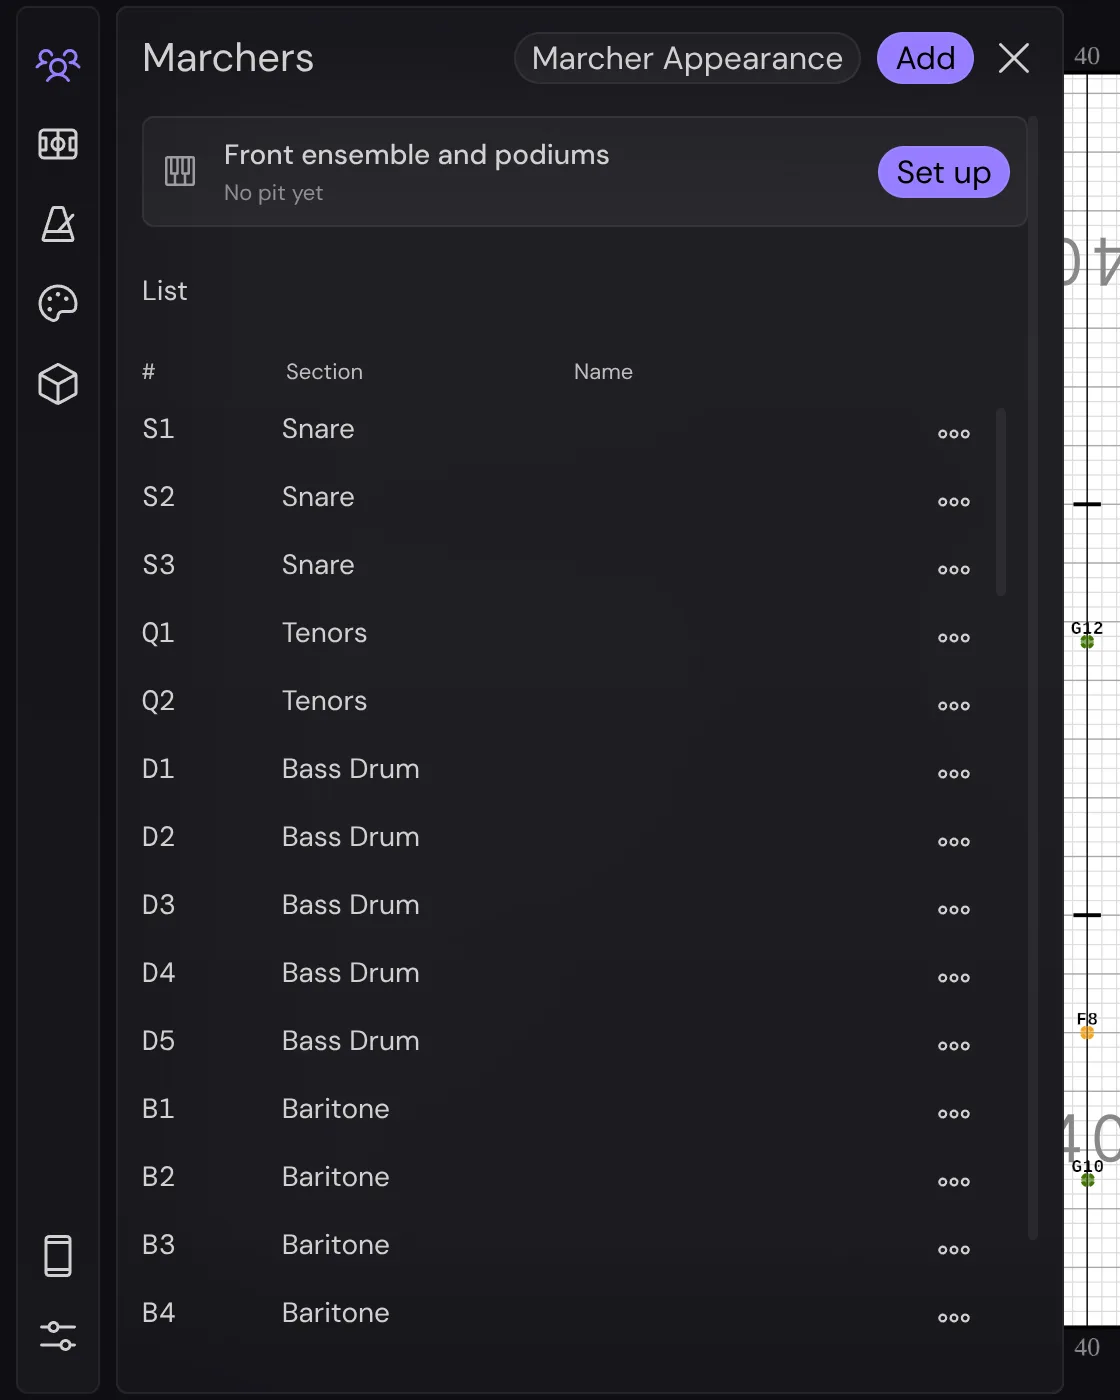 Marchers
Marcher Appearance
Add
Front ensemble and podiums
No pit yet
Set up
List
# Section Name
S1 Snare
S2 Snare
S3 Snare
Q1 Tenors
Q2 Tenors
D1 Bass Drum
D2 Bass Drum
D3 Bass Drum
D4 Bass Drum
D5 Bass Drum
B1 Baritone
B2 Baritone
B3 Baritone
B4 Baritone
40
40
G12
F8
40
G10
40